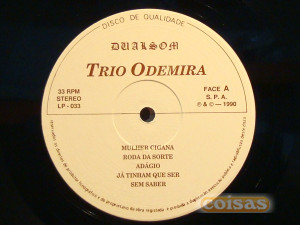 DISCO DE QUALIDADE
DUALSOM
TRIO ODEMIRA
33 RPM
STEREO
LP - 033
FACE A
S. P. A.
℗ & © — 1990
MULHER CIGANA
RODA DA SORTE
ADÁGIO
JÁ TINHAM QUE SER
SEM SABER
coisas